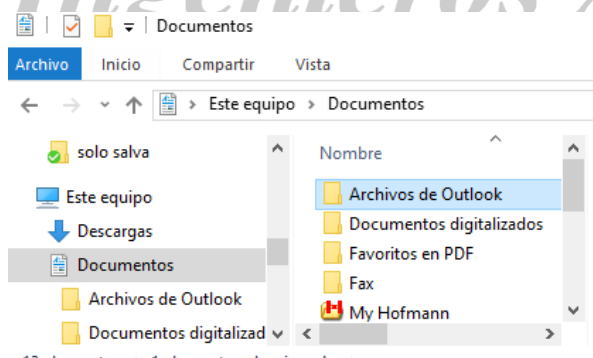 Documentos
Archivo Inicio Compartir Vista
Este equipo > Documentos
solo salva
Este equipo
Descargas
Documentos
Archivos de Outlook
Documentos digitalizad
Nombre
Archivos de Outlook
Documentos digitalizados
Favoritos en PDF
Fax
My Hofmann